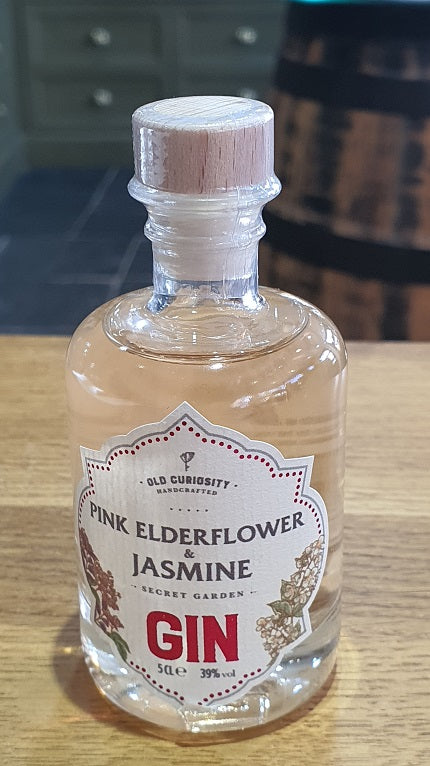 OLD CURIOSITY
HANDCRAFTED
PINK ELDERFLOWER
&
JASMINE
SECRET GARDEN
GIN
5CL℮ 39% vol